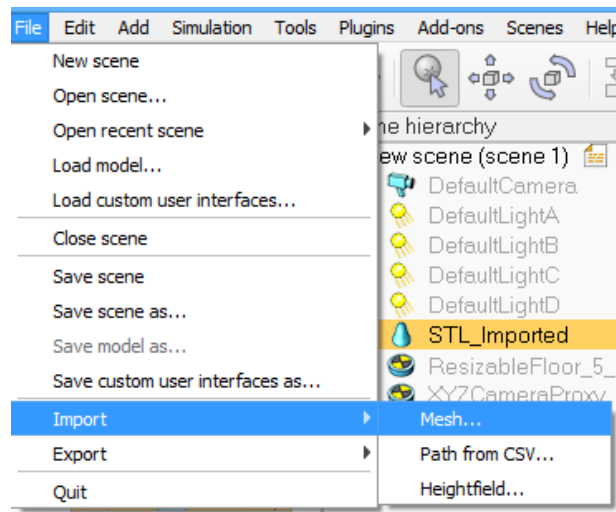 File Edit Add Simulation Tools Plugins Add-ons Scenes Help
New scene
Open scene...
Open recent scene
Load model...
Load custom user interfaces...
Close scene
Save scene
Save scene as...
Save model as...
Save custom user interfaces as...
Import
Export
Quit
Mesh...
Path from CSV...
Heightfield...
ne hierarchy
ew scene (scene 1)
DefaultCamera
DefaultLightA
DefaultLightB
DefaultLightC
DefaultLightD
STL_Imported
ResizableFloor_5_
XYZCameraProxy